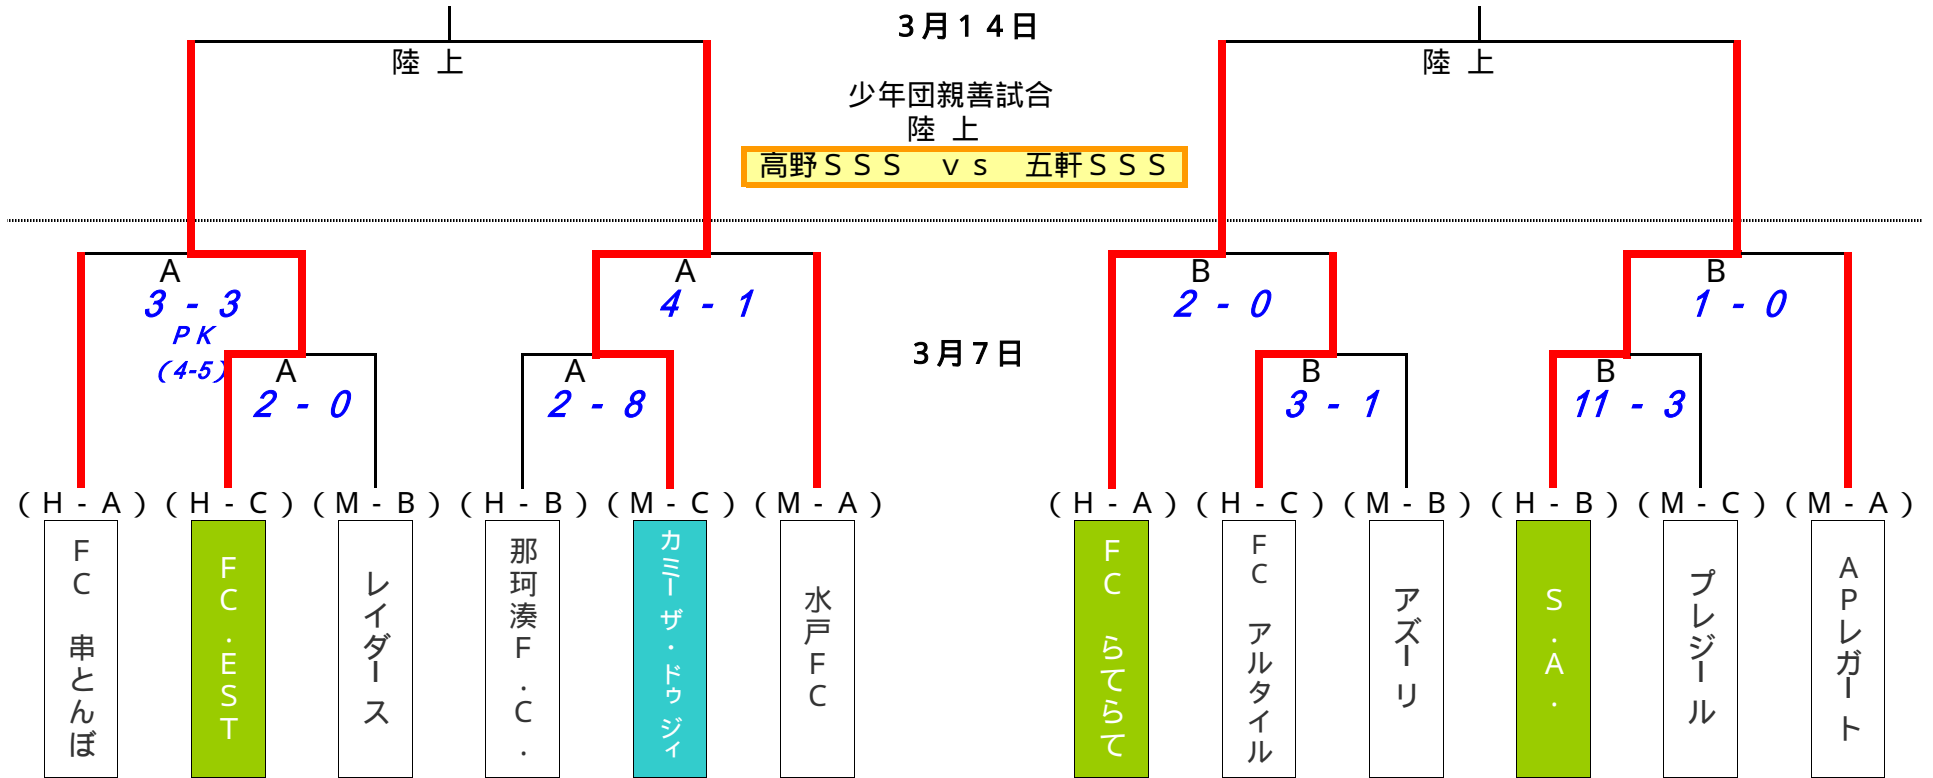 ３月１４日
陸 上
陸 上
少年団親善試合
陸 上
高野ＳＳＳ　ｖｓ　五軒ＳＳＳ
A
A
B
B
3 - 3
4 - 1
2 - 0
1 - 0
PK
(4-5)
３月７日
A
A
B
B
2 - 0
2 - 8
3 - 1
11 - 3
(H-A) (H-C) (M-B) (H-B) (M-C) (M-A) (H-A) (H-C) (M-B) (H-B) (M-C) (M-A)
FC 串とんぼ
FC.EST
レイダース
那珂湊F.C.
カミーザ・ドゥジィ
水戸FC
FC らてらて
FC アルタイル
アズーリ
S.A.
プレジール
APレガート